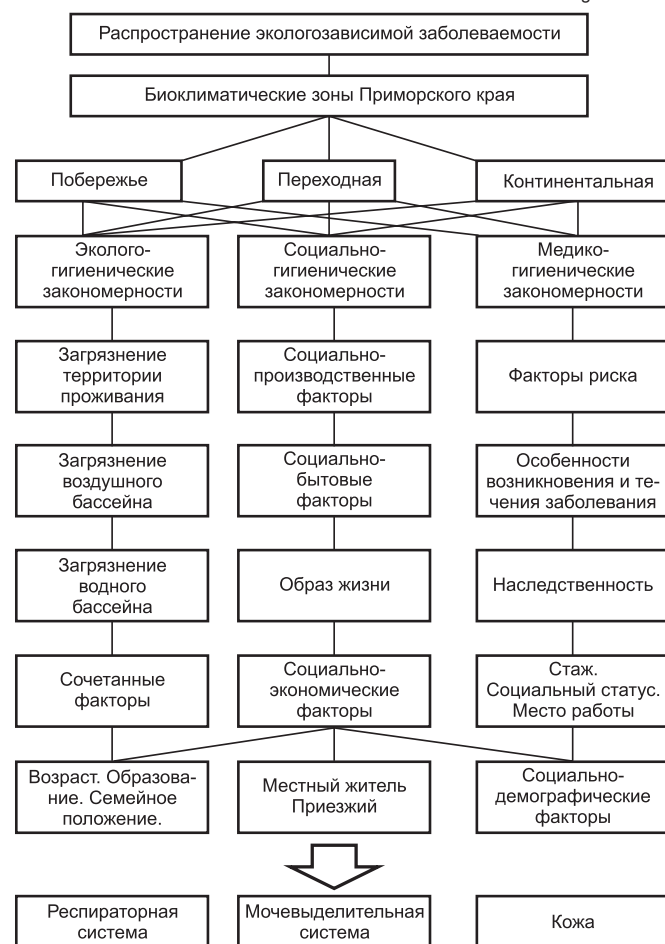 Распространение экологозависимой заболеваемости
Биоклиматические зоны Приморского края
Побережье
Переходная
Континентальная
Эколого-
гигиенические
закономерности
Социально-
гигиенические
закономерности
Медико-
гигиенические
закономерности
Загрязнение
территории
проживания
Социально-
производственные
факторы
Факторы риска
Загрязнение
воздушного
бассейна
Социально-
бытовые
факторы
Особенности
возникновения и те-
чения заболевания
Загрязнение
водного
бассейна
Образ жизни
Наследственность
Сочетанные
факторы
Социально-
экономические
факторы
Стаж.
Социальный статус.
Место работы
Возраст. Образова-
ние. Семейное
положение.
Местный житель
Приезжий
Социально-
демографические
факторы
Респираторная
система
Мочевыделительная
система
Кожа